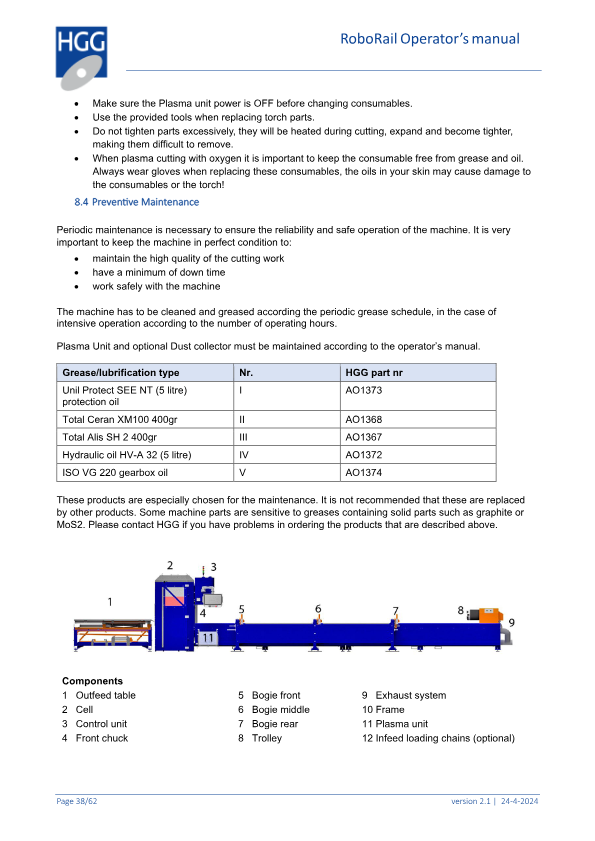 HGG
RoboRail Operator's manual
• Make sure the Plasma unit power is OFF before changing consumables.
• Use the provided tools when replacing torch parts.
• Do not tighten parts excessively, they will be heated during cutting, expand and become tighter,
making them difficult to remove.
• When plasma cutting with oxygen it is important to keep the consumable free from grease and oil.
Always wear gloves when replacing these consumables, the oils in your skin may cause damage to
the consumables or the torch!
8.4 Preventive Maintenance
Periodic maintenance is necessary to ensure the reliability and safe operation of the machine. It is very
important to keep the machine in perfect condition to:
• maintain the high quality of the cutting work
• have a minimum of down time
• work safely with the machine
The machine has to be cleaned and greased according the periodic grease schedule, in the case of
intensive operation according to the number of operating hours.
Plasma Unit and optional Dust collector must be maintained according to the operator's manual.
Grease/lubrification type Nr. HGG part nr
Unil Protect SEE NT (5 litre)
protection oil I AO1373
Total Ceran XM100 400gr II AO1368
Total Alis SH 2 400gr III AO1367
Hydraulic oil HV-A 32 (5 litre) IV AO1372
ISO VG 220 gearbox oil V AO1374
These products are especially chosen for the maintenance. It is not recommended that these are replaced
by other products. Some machine parts are sensitive to greases containing solid parts such as graphite or
MoS2. Please contact HGG if you have problems in ordering the products that are described above.
1 2 3 4 5 6 7 8 9 11
Components
1 Outfeed table 5 Bogie front 9 Exhaust system
2 Cell 6 Bogie middle 10 Frame
3 Control unit 7 Bogie rear 11 Plasma unit
4 Front chuck 8 Trolley 12 Infeed loading chains (optional)
Page 38/62 version 2.1 | 24-4-2024